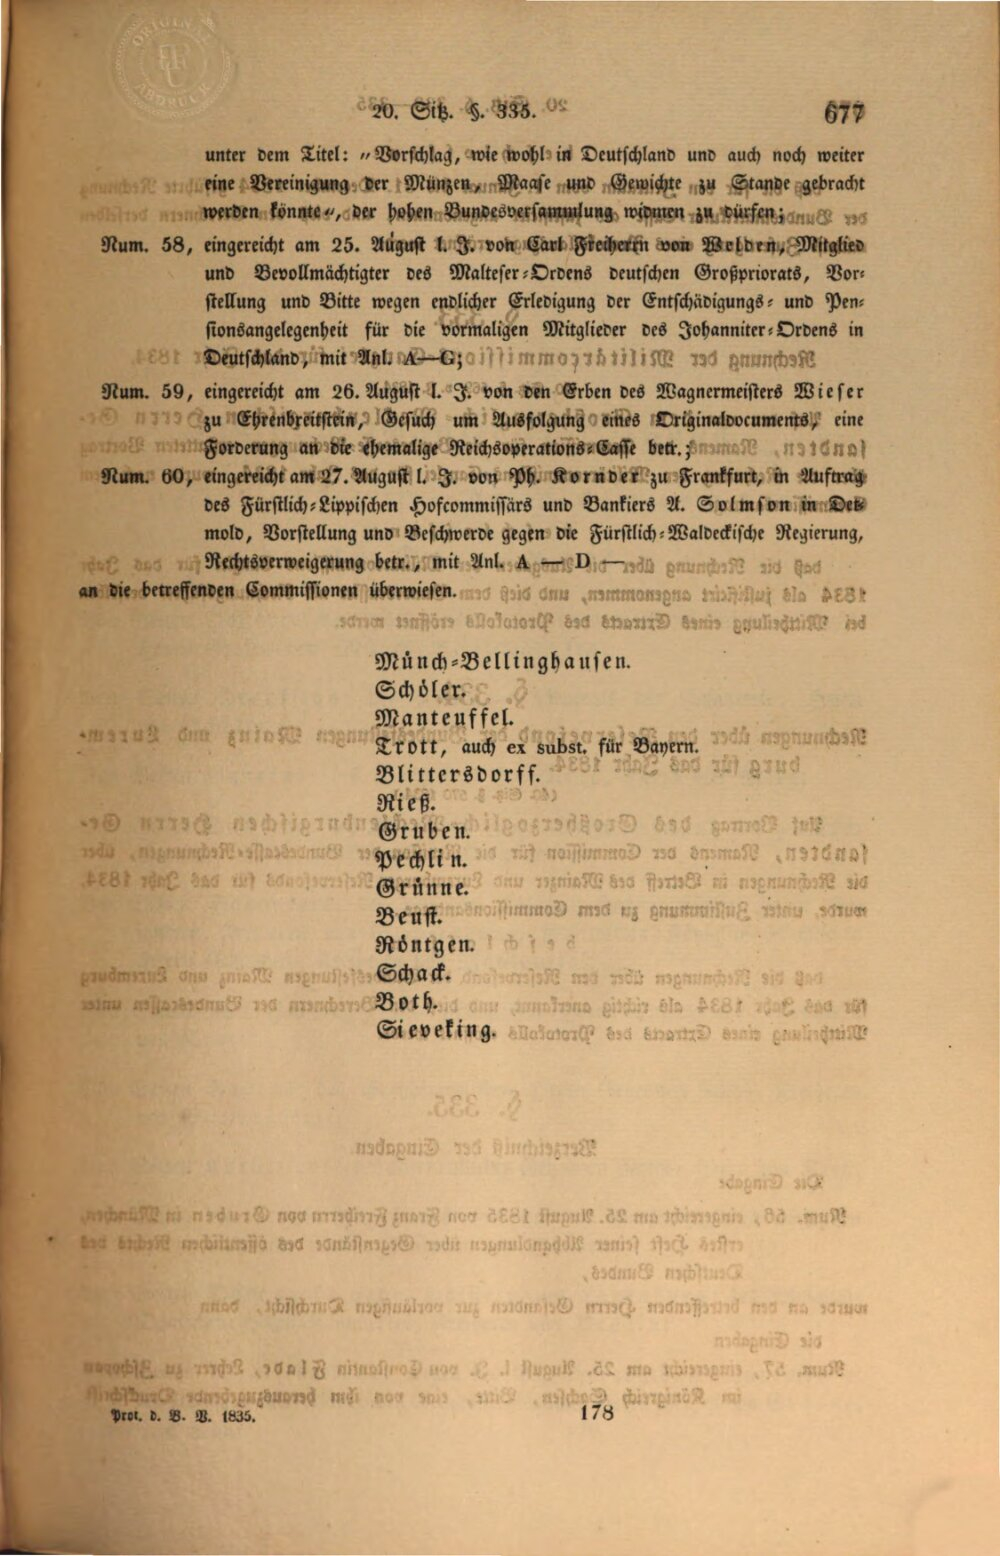 ORIGINAL
ABDRUCK
20. Sitz. §. 335. 677
unter dem Titel: „Vorschlag, wie wohl in Deutschland und auch noch weiter
eine Vereinigung der Münzen, Maase und Gewichte zu Stande gebracht
werden könnte„, der hohen Bundesversammlung widmen zu dürfen;
Num. 58, eingereicht am 25. August l. J. von Carl Freiherrn von Welden, Mitglied
und Bevollmächtigter des Malteser-Ordens deutschen Großpriorats, Vor-
stellung und Bitte wegen endlicher Erledigung der Entschädigungs- und Pen-
sionsangelegenheit für die vormaligen Mitglieder des Johanniter-Ordens in
Deutschland, mit Anl. A—G;
Num. 59, eingereicht am 26. August l. J. von den Erben des Wagnermeisters Wieser
zu Ehrenbreitstein, Gesuch um Ausfolgung eines Originaldocuments, eine
Forderung an die ehemalige Reichsoperations-Casse betr.;
Num. 60, eingereicht am 27. August l. J. von Ph. Kornder zu Frankfurt, in Auftrag
des Fürstlich-Lippischen Hofcommissärs und Bankiers A. Solmson in Det-
mold, Vorstellung und Beschwerde gegen die Fürstlich-Waldeckische Regierung,
Rechtsverweigerung betr., mit Anl. A — D —
an die betreffenden Commissionen überwiesen.
Münch-Bellinghausen.
Schöler.
Manteuffel.
Trott, auch ex subst. für Bayern.
Blittersdorff.
Rieß.
Gruben.
Pechlin.
Grünne.
Beust.
Röntgen.
Schack.
Both.
Sieveking.
Prot. d. B. V. 1835. 178